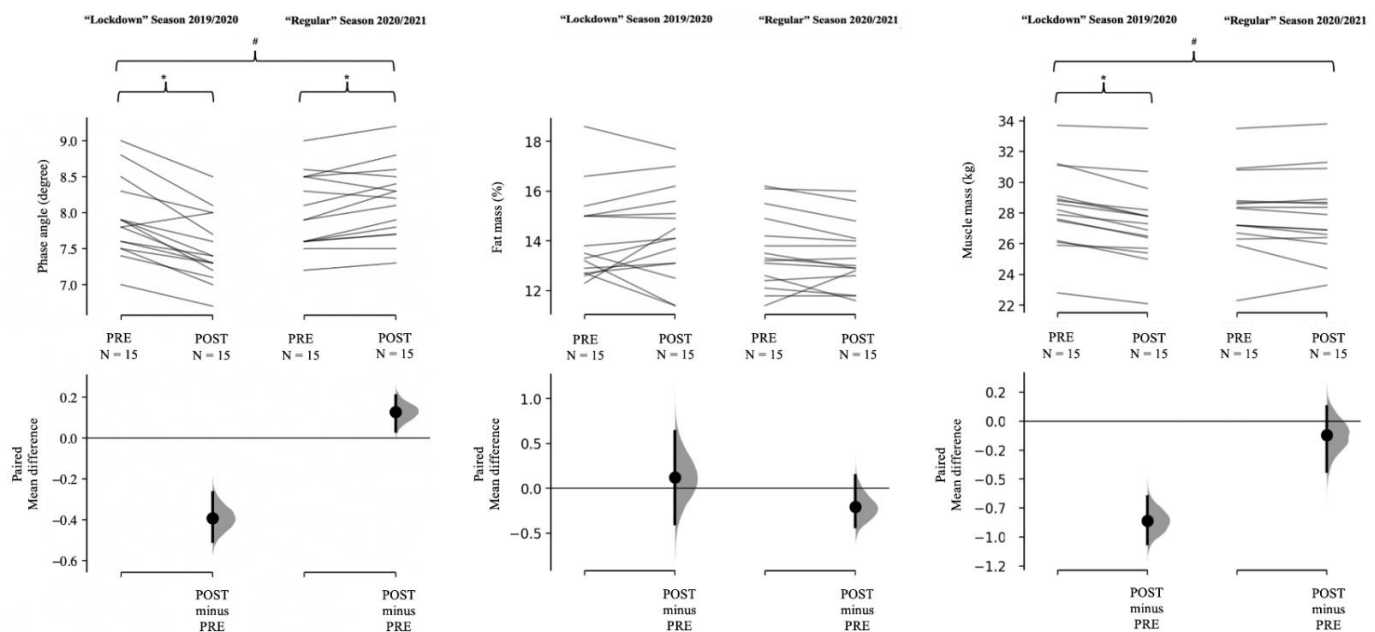 “Lockdown” Season 2019/2020
“Regular” Season 2020/2021
#
*
*
Phase angle (degree)
9.0
8.5
8.0
7.5
7.0
PRE
N = 15
POST
N = 15
PRE
N = 15
POST
N = 15
Paired
Mean difference
0.2
0.0
−0.2
−0.4
−0.6
POST
minus
PRE
POST
minus
PRE
“Lockdown” Season 2019/2020
“Regular” Season 2020/2021
Fat mass (%)
18
16
14
12
PRE
N = 15
POST
N = 15
PRE
N = 15
POST
N = 15
Paired
Mean difference
1.0
0.5
0.0
−0.5
POST
minus
PRE
POST
minus
PRE
“Lockdown” Season 2019/2020
“Regular” Season 2020/2021
#
*
Muscle mass (kg)
34
32
30
28
26
24
22
PRE
N = 15
POST
N = 15
PRE
N = 15
POST
N = 15
Paired
Mean difference
0.2
0.0
−0.2
−0.5
−0.7
−1.0
−1.2
POST
minus
PRE
POST
minus
PRE